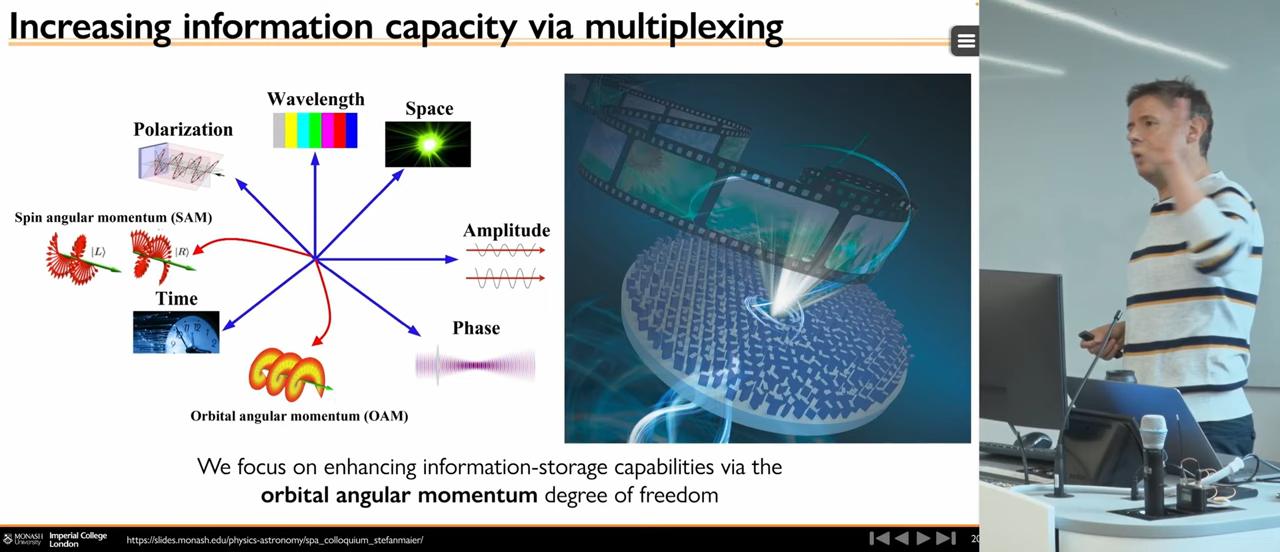 Increasing information capacity via multiplexing
Wavelength
Space
Polarization
Spin angular momentum (SAM)
|L⟩
|R⟩
Amplitude
Time
Phase
Orbital angular momentum (OAM)
We focus on enhancing information-storage capabilities via the
orbital angular momentum degree of freedom
MONASH
University
Imperial College
London
https://slides.monash.edu/physics-astronomy/spa_colloquium_stefanmaier/